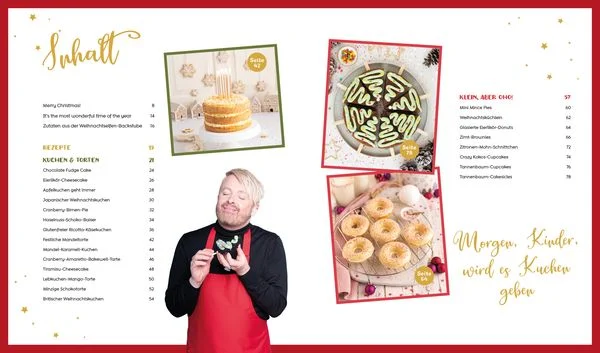 Inhalt
Merry Christmas! 8
It's the most wonderful time of the year 14
Zutaten aus der Weihnachtselfen-Backstube 16
REZEPTE 19
KUCHEN & TORTEN 21
Chocolate Fudge Cake 24
Eierlikör-Cheesecake 26
Apfelkuchen geht immer 28
Japanischer Weihnachtskuchen 30
Cranberry-Birnen-Pie 32
Haselnuss-Schoko-Baiser 34
Glutenfreier Ricotta-Käsekuchen 36
Festliche Mandeltorte 42
Mandel-Karamell-Kuchen 44
Cranberry-Amaretto-Bakewell-Tarte 46
Tiramisu-Cheesecake 48
Lebkuchen-Mango-Torte 50
Minzige Schokotarte 52
Britischer Weihnachtskuchen 54
Seite
42
Seite
78
Seite
64
KLEIN, ABER OHO! 57
Mini Mince Pies 60
Weihnachtsküchlein 62
Glasierte Eierlikör-Donuts 64
Zimt-Brownies 66
Zitronen-Mohn-Schnittchen 72
Crazy Kokos-Cupcakes 74
Tannenbaum-Cupcakes 76
Tannenbaum-Cakesicles 78
Morgen, Kinder,
wird es Kuchen
geben